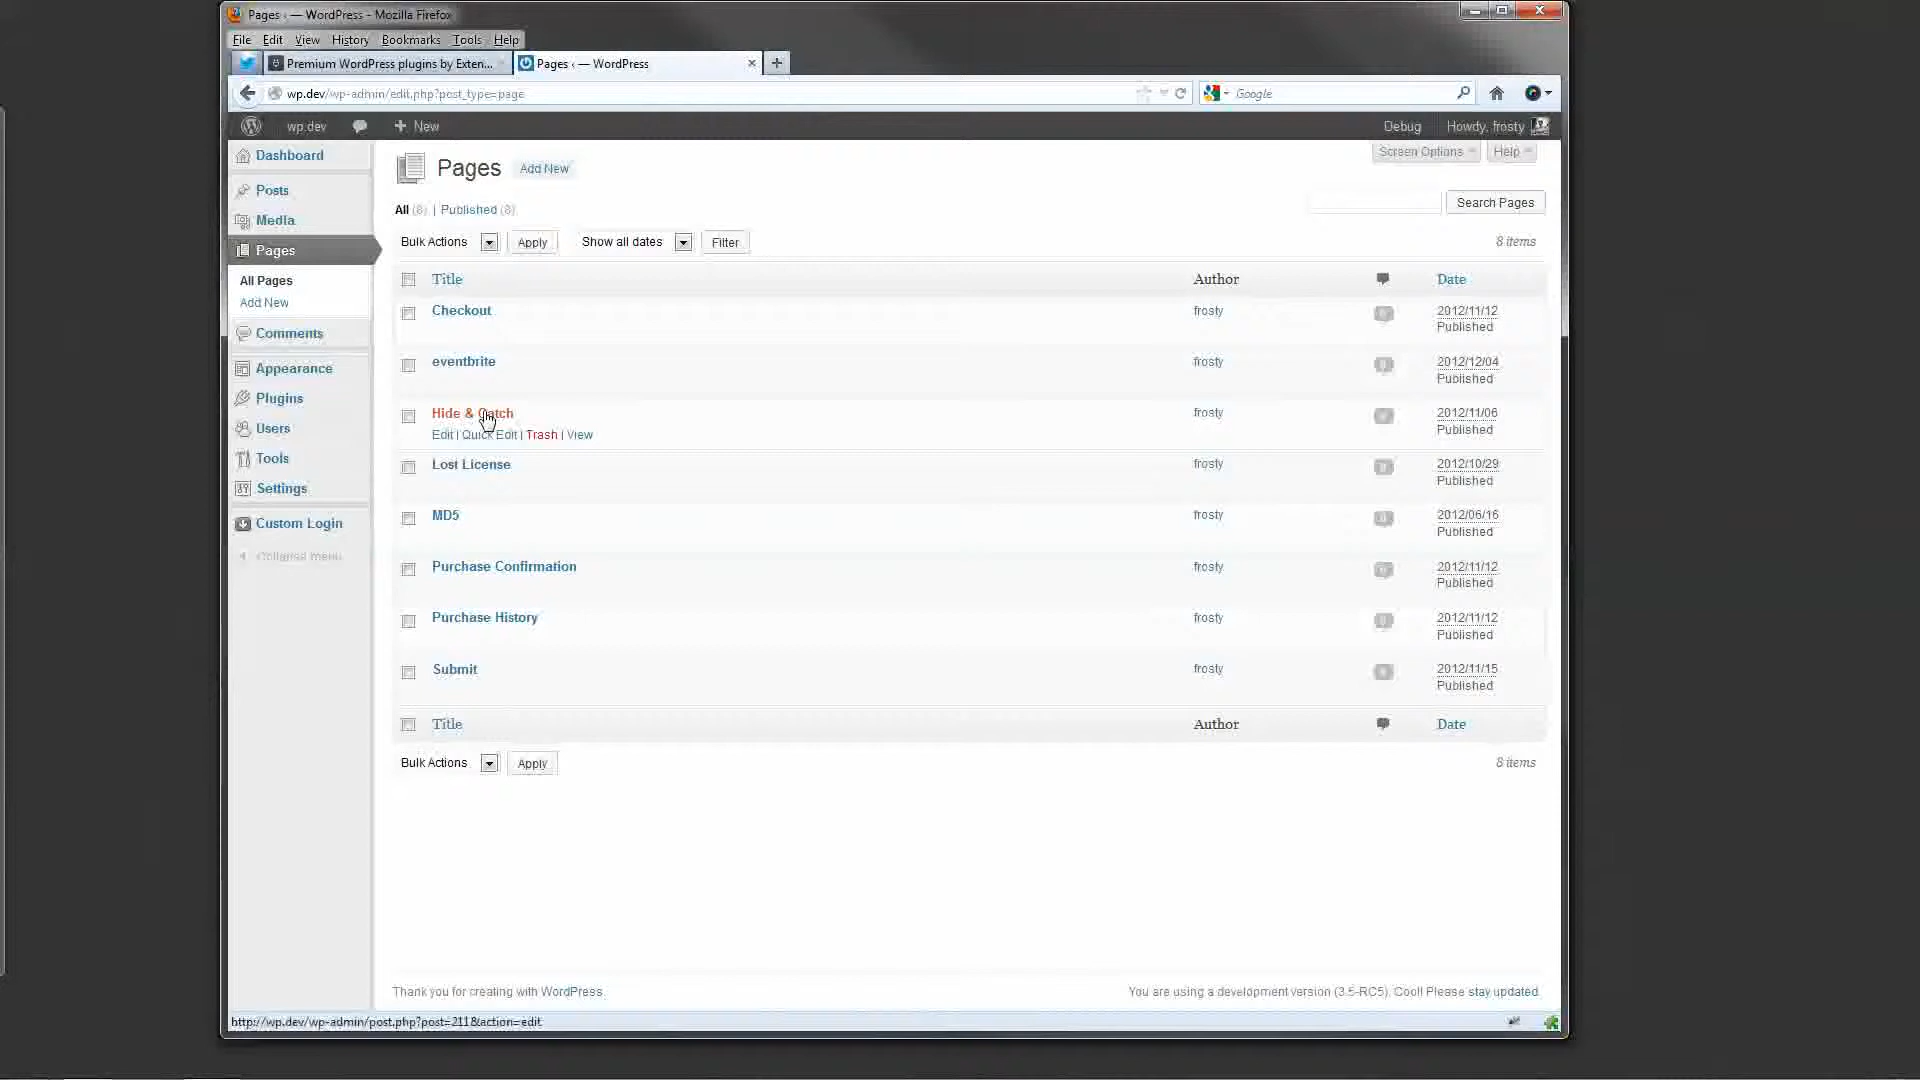 Pages ‹ — WordPress - Mozilla Firefox
File Edit View History Bookmarks Tools Help
Premium WordPress plugins by Exten...
Pages ‹ — WordPress
wp.dev/wp-admin/edit.php?post_type=page
Google
wp.dev
+ New
Debug
Howdy, frosty
Dashboard
Posts
Media
Pages
All Pages
Add New
Comments
Appearance
Plugins
Users
Tools
Settings
Custom Login
Collapse menu
Pages Add New
Screen Options
Help
All (8) | Published (8)
Search Pages
Bulk Actions
Apply
Show all dates
Filter
8 items
Title Author Date
Checkout frosty 2012/11/12
Published
eventbrite frosty 2012/12/04
Published
Hide & frosty 2012/11/06
Published
Edit | Quick Edit | Trash | View
Lost License frosty 2012/10/29
Published
MD5 frosty 2012/06/16
Published
Purchase Confirmation frosty 2012/11/12
Published
Purchase History frosty 2012/11/12
Published
Submit frosty 2012/11/15
Published
Title Author Date
Bulk Actions
Apply
8 items
Thank you for creating with WordPress.
You are using a development version (3.5-RC5). Cool! Please stay updated.
http://wp.dev/wp-admin/post.php?post=211&action=edit